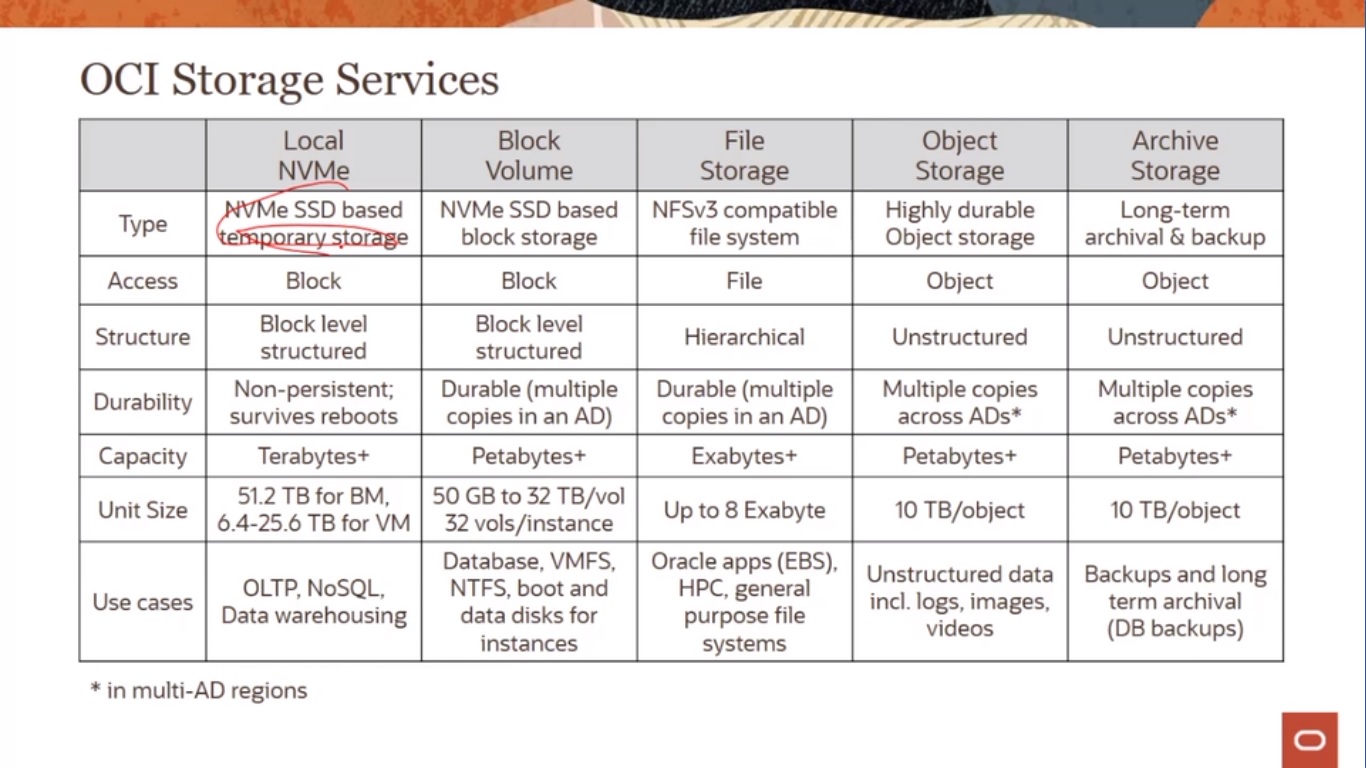 OCI Storage Services
Local
NVMe
Block
Volume
File
Storage
Object
Storage
Archive
Storage
Type
NVMe SSD based
temporary storage
NVMe SSD based
block storage
NFSv3 compatible
file system
Highly durable
Object storage
Long-term
archival & backup
Access
Block
Block
File
Object
Object
Structure
Block level
structured
Block level
structured
Hierarchical
Unstructured
Unstructured
Durability
Non-persistent;
survives reboots
Durable (multiple
copies in an AD)
Durable (multiple
copies in an AD)
Multiple copies
across ADs*
Multiple copies
across ADs*
Capacity
Terabytes+
Petabytes+
Exabytes+
Petabytes+
Petabytes+
Unit Size
51.2 TB for BM,
6.4-25.6 TB for VM
50 GB to 32 TB/vol
32 vols/instance
Up to 8 Exabyte
10 TB/object
10 TB/object
Use cases
OLTP, NoSQL,
Data warehousing
Database, VMFS,
NTFS, boot and
data disks for
instances
Oracle apps (EBS),
HPC, general
purpose file
systems
Unstructured data
incl. logs, images,
videos
Backups and long
term archival
(DB backups)
* in multi-AD regions